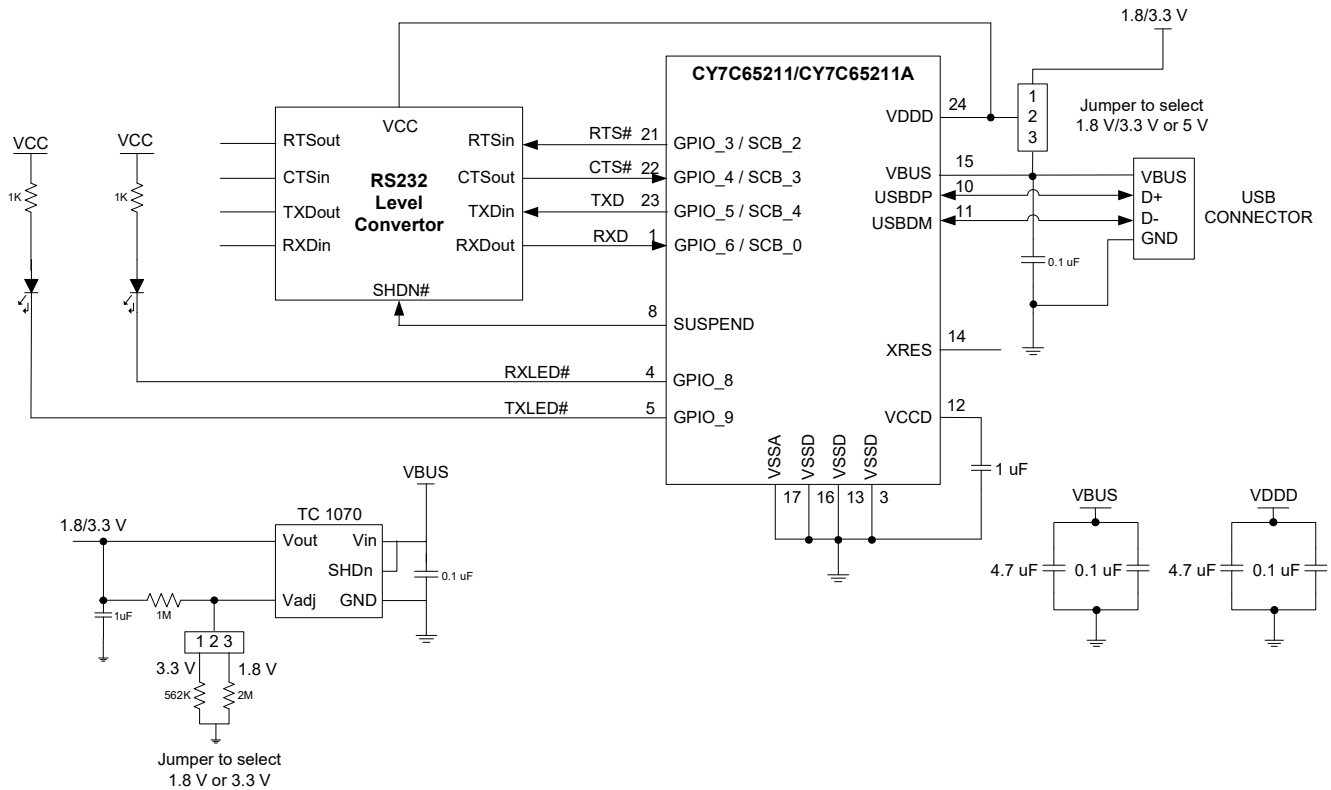 1.8/3.3 V
CY7C65211/CY7C65211A
VDDD 24
1
2
3
Jumper to select
1.8 V/3.3 V or 5 V
VCC
VCC
1K
1K
VCC
RTSout
CTSin
TXDout
RXDin
RS232
Level
Convertor
RTSin
CTSout
TXDin
RXDout
SHDN#
RTS# 21
CTS# 22
TXD 23
RXD 1
GPIO_3 / SCB_2
GPIO_4 / SCB_3
GPIO_5 / SCB_4
GPIO_6 / SCB_0
VBUS 15
USBDP 10
USBDM 11
VBUS
D+
D-
GND
USB
CONNECTOR
0.1 uF
8 SUSPEND
XRES 14
RXLED# 4 GPIO_8
TXLED# 5 GPIO_9
VCCD 12
1 uF
VSSA
VSSD
VSSD
VSSD
17 16 13 3
VBUS
TC 1070
1.8/3.3 V
Vout
Vin
SHDn
Vadj
GND
0.1 uF
1uF
1M
1 2 3
3.3 V
1.8 V
562K
2M
Jumper to select
1.8 V or 3.3 V
VBUS
4.7 uF
0.1 uF
VDDD
4.7 uF
0.1 uF